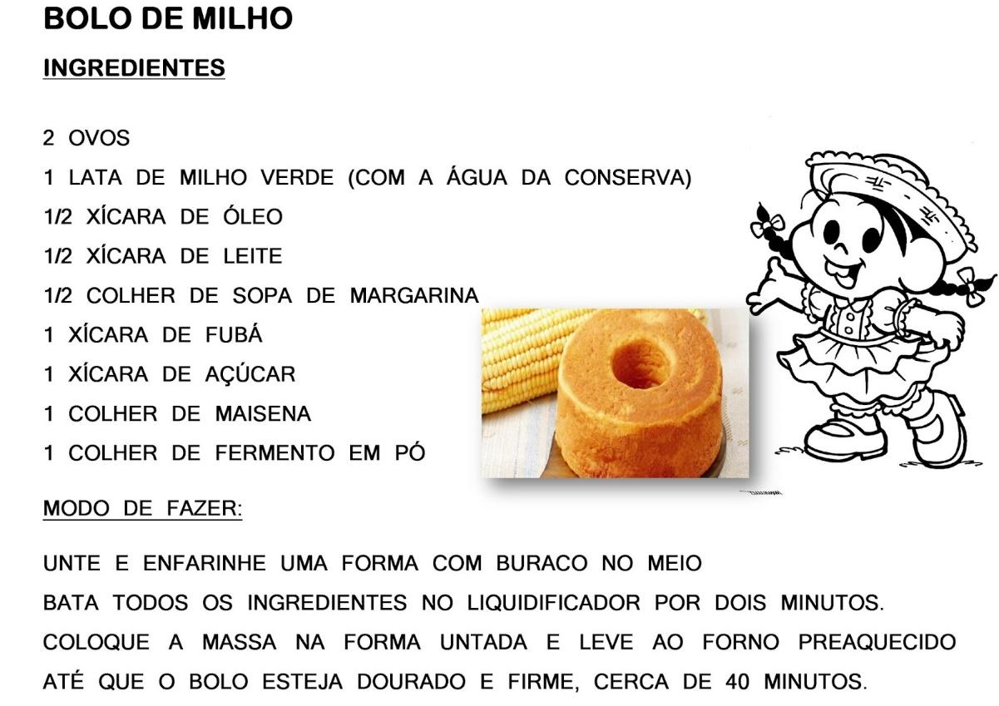 BOLO DE MILHO
INGREDIENTES
2 OVOS
1 LATA DE MILHO VERDE (COM A ÁGUA DA CONSERVA)
1/2 XÍCARA DE ÓLEO
1/2 XÍCARA DE LEITE
1/2 COLHER DE SOPA DE MARGARINA
1 XÍCARA DE FUBÁ
1 XÍCARA DE AÇÚCAR
1 COLHER DE MAISENA
1 COLHER DE FERMENTO EM PÓ
MODO DE FAZER:
UNTE E ENFARINHE UMA FORMA COM BURACO NO MEIO
BATA TODOS OS INGREDIENTES NO LIQUIDIFICADOR POR DOIS MINUTOS.
COLOQUE A MASSA NA FORMA UNTADA E LEVE AO FORNO PREAQUECIDO
ATÉ QUE O BOLO ESTEJA DOURADO E FIRME, CERCA DE 40 MINUTOS.